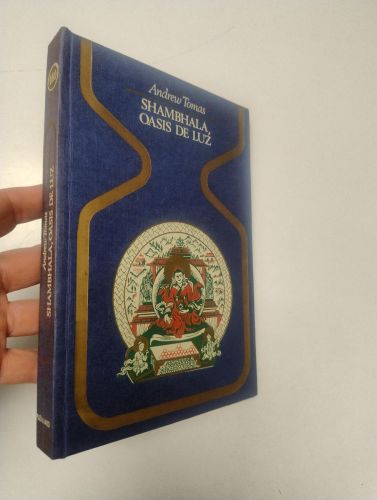 Andrew Tomas
SHAMBHALA,
OASIS DE LUZ
Andrew Tomas
SHAMBHALA, OASIS DE LUZ